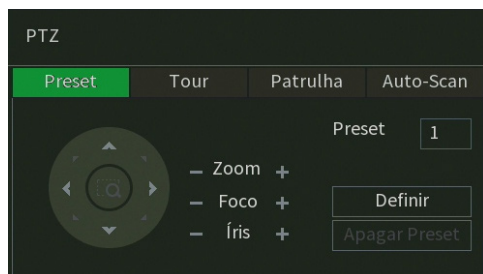 PTZ
Preset Tour Patrulha Auto-Scan
Preset 1
− Zoom +
− Foco +
Definir
− Íris +
Apagar Preset